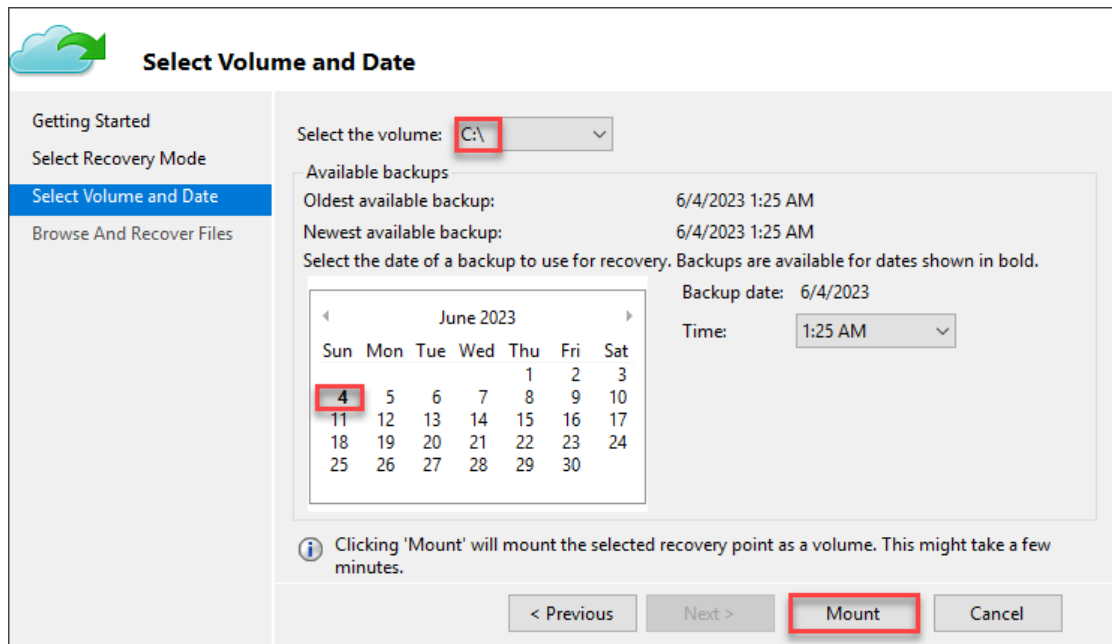 Select Volume and Date
Getting Started
Select Recovery Mode
Select Volume and Date
Browse And Recover Files
Select the volume: C:\
Available backups
Oldest available backup: 6/4/2023 1:25 AM
Newest available backup: 6/4/2023 1:25 AM
Select the date of a backup to use for recovery. Backups are available for dates shown in bold.
June 2023
Sun Mon Tue Wed Thu Fri Sat
1 2 3
4 5 6 7 8 9 10
11 12 13 14 15 16 17
18 19 20 21 22 23 24
25 26 27 28 29 30
Backup date: 6/4/2023
Time: 1:25 AM
Clicking 'Mount' will mount the selected recovery point as a volume. This might take a few
minutes.
< Previous Next > Mount Cancel